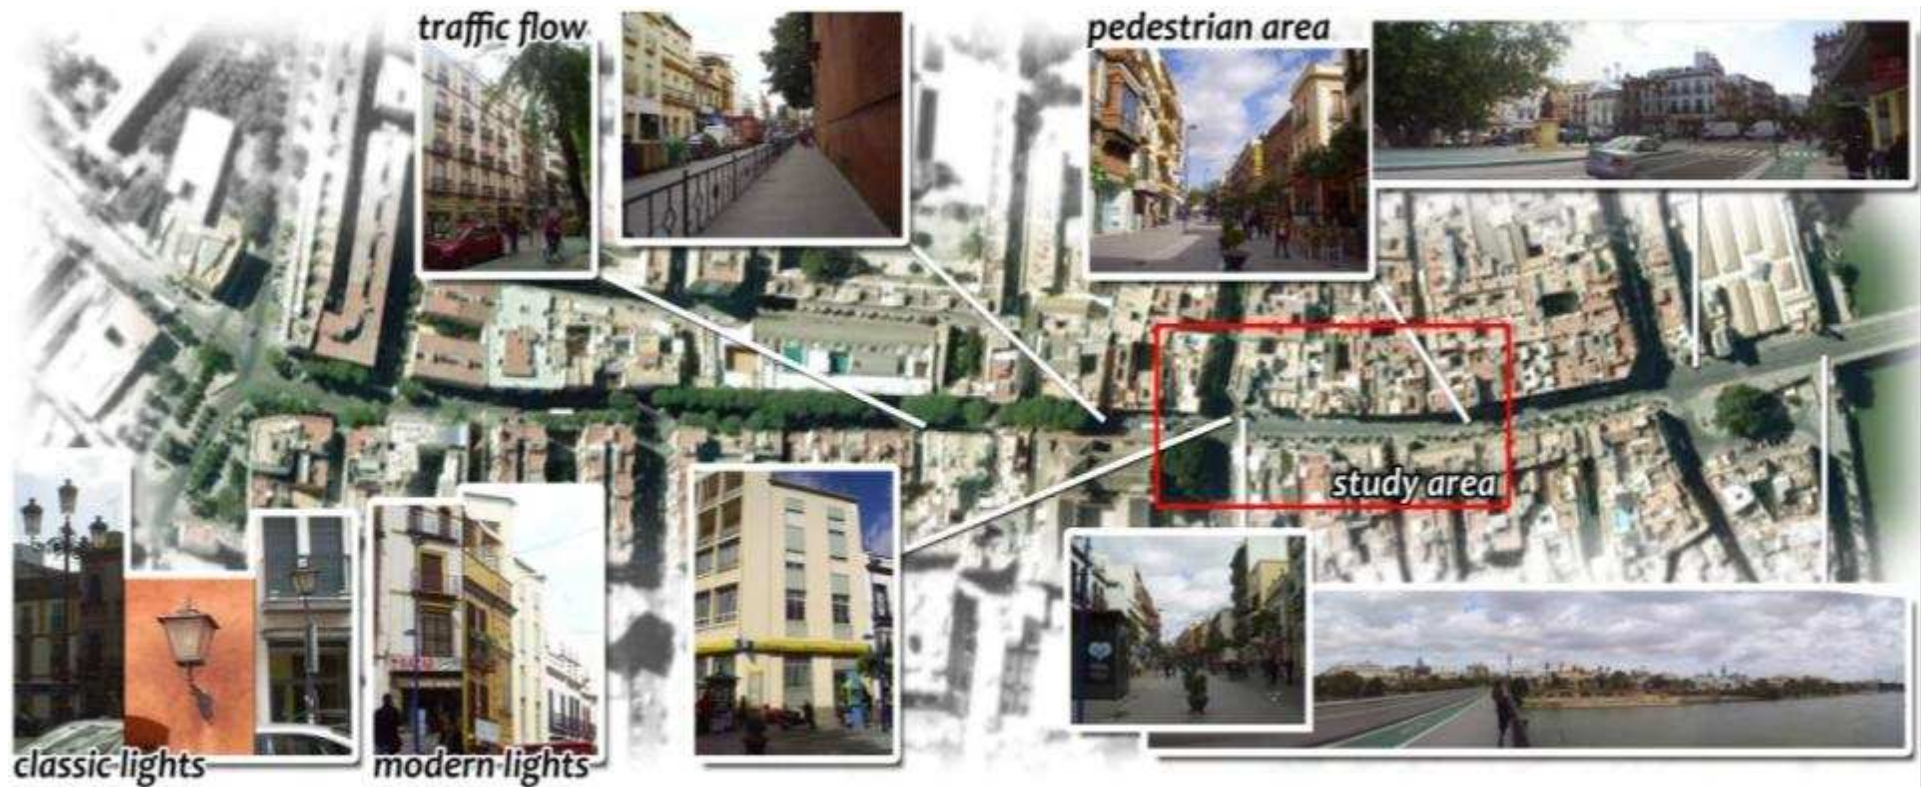 traffic flow
pedestrian area
study area
classic lights
modern lights